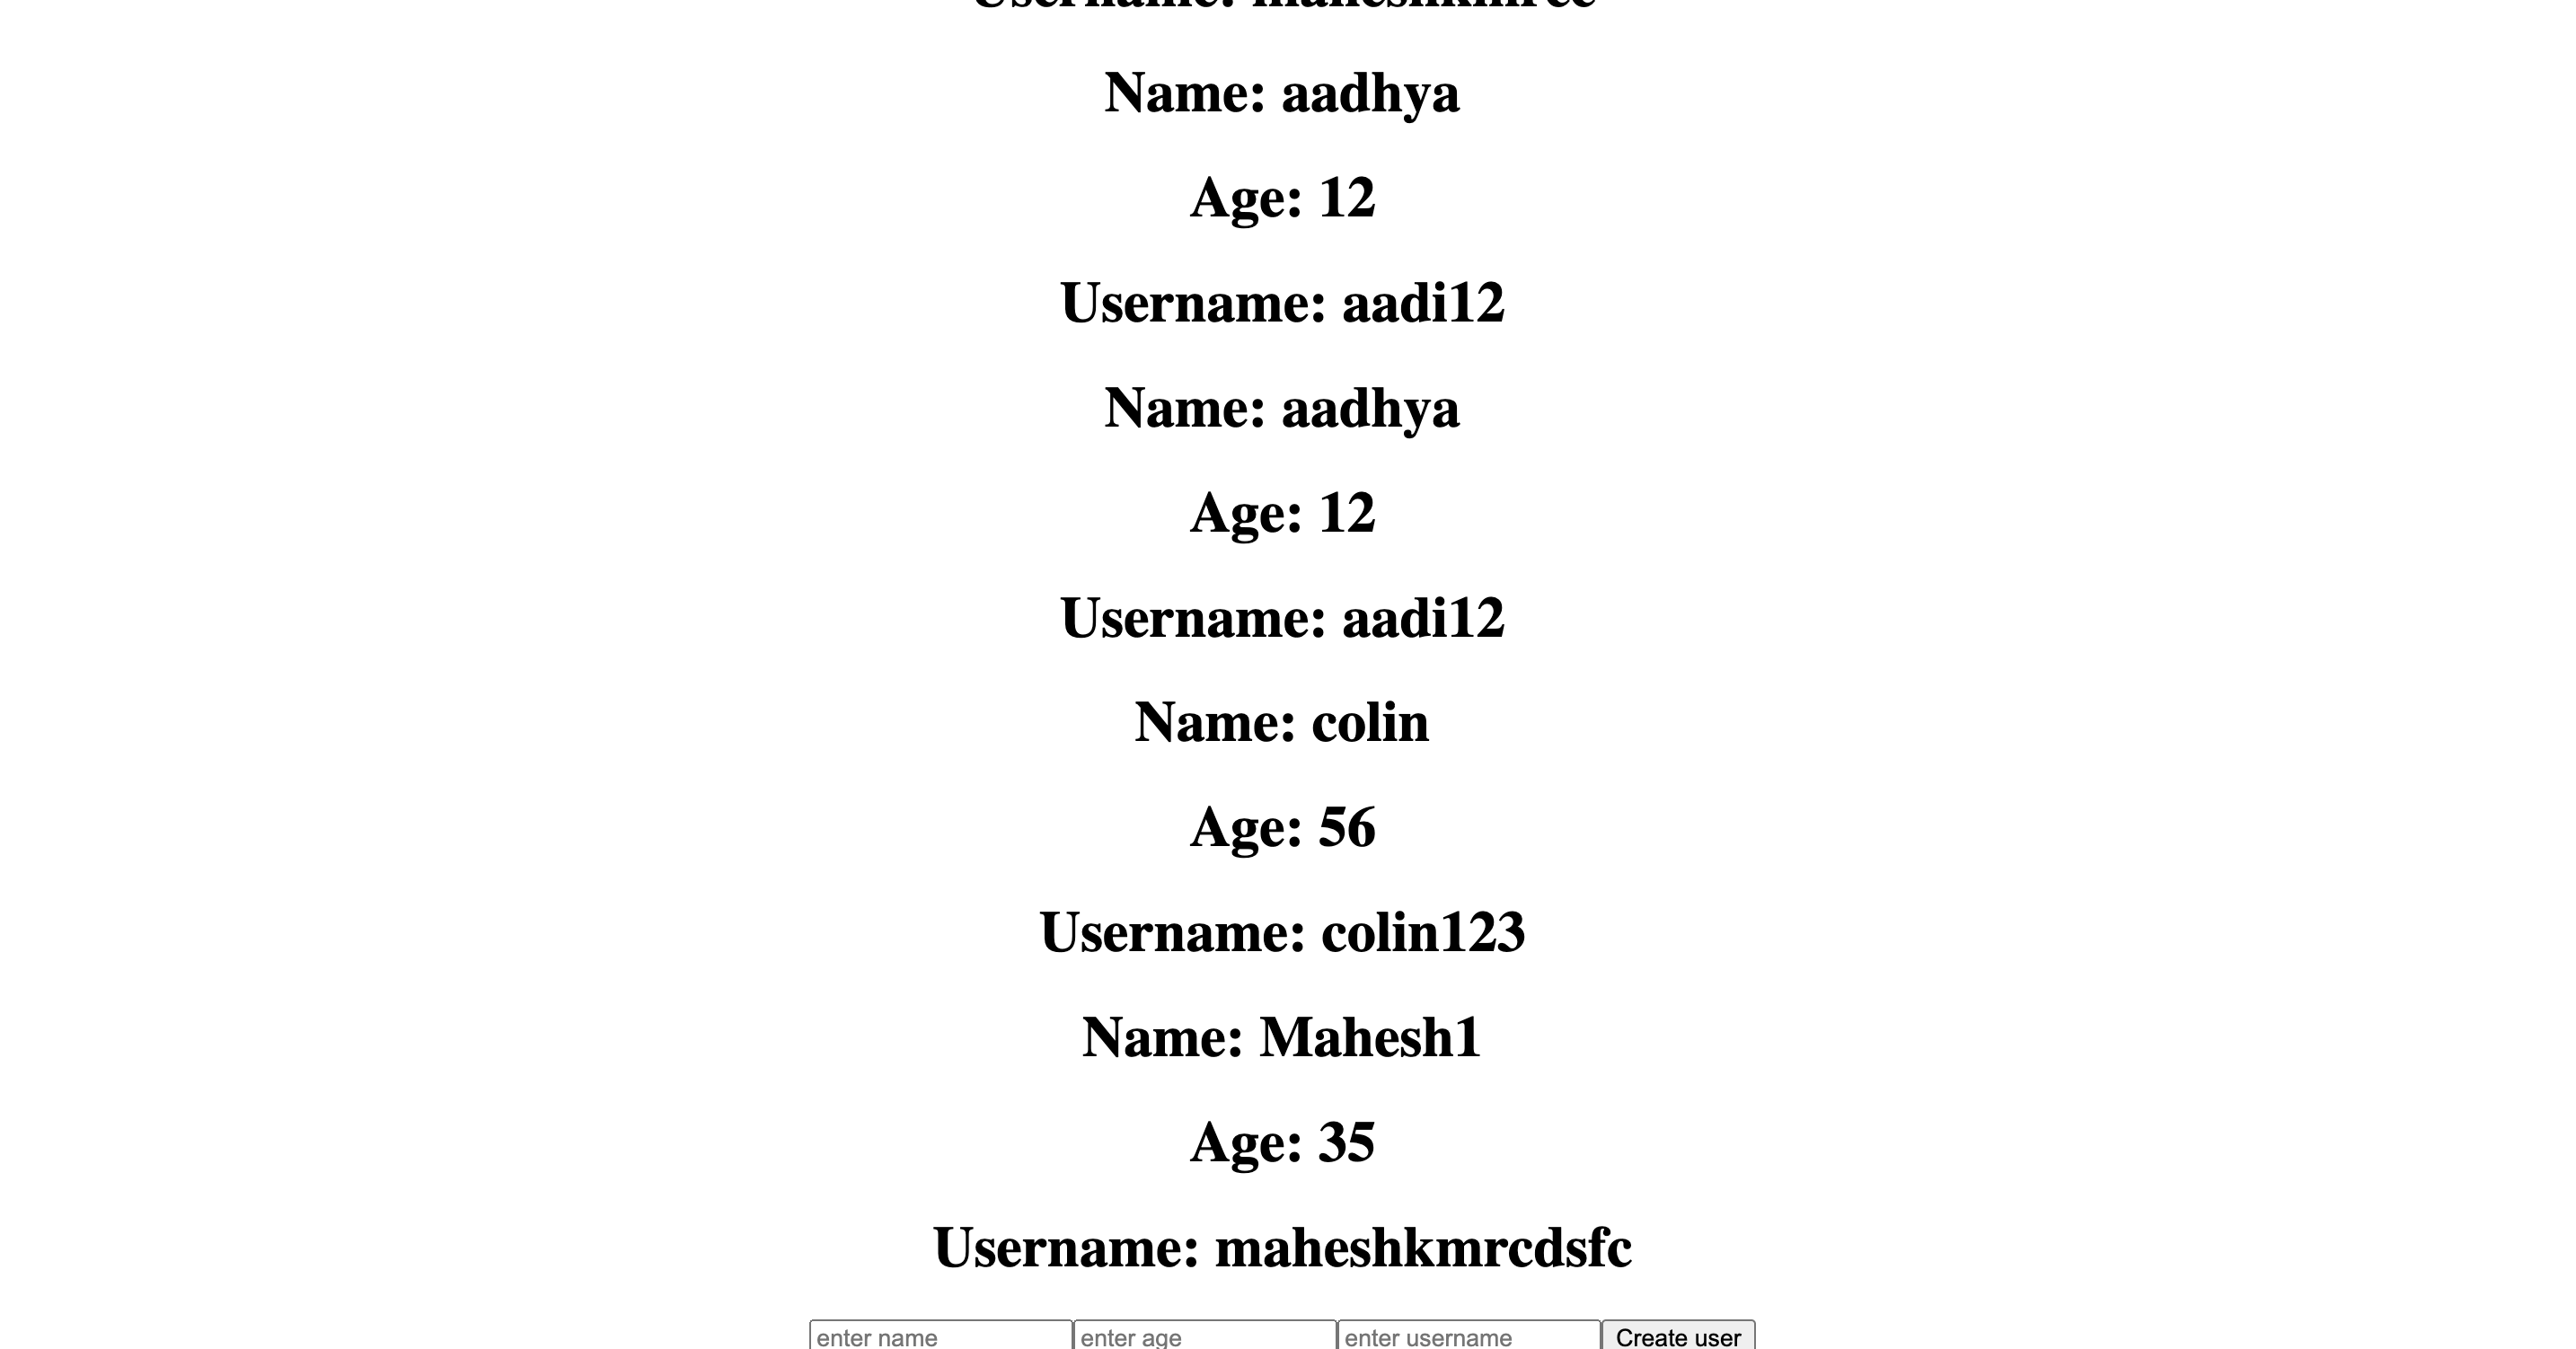 Name: aadhya
Age: 12
Username: aadi12
Name: aadhya
Age: 12
Username: aadi12
Name: colin
Age: 56
Username: colin123
Name: Mahesh1
Age: 35
Username: maheshkmrcdsfc
enter name enter age enter username Create user